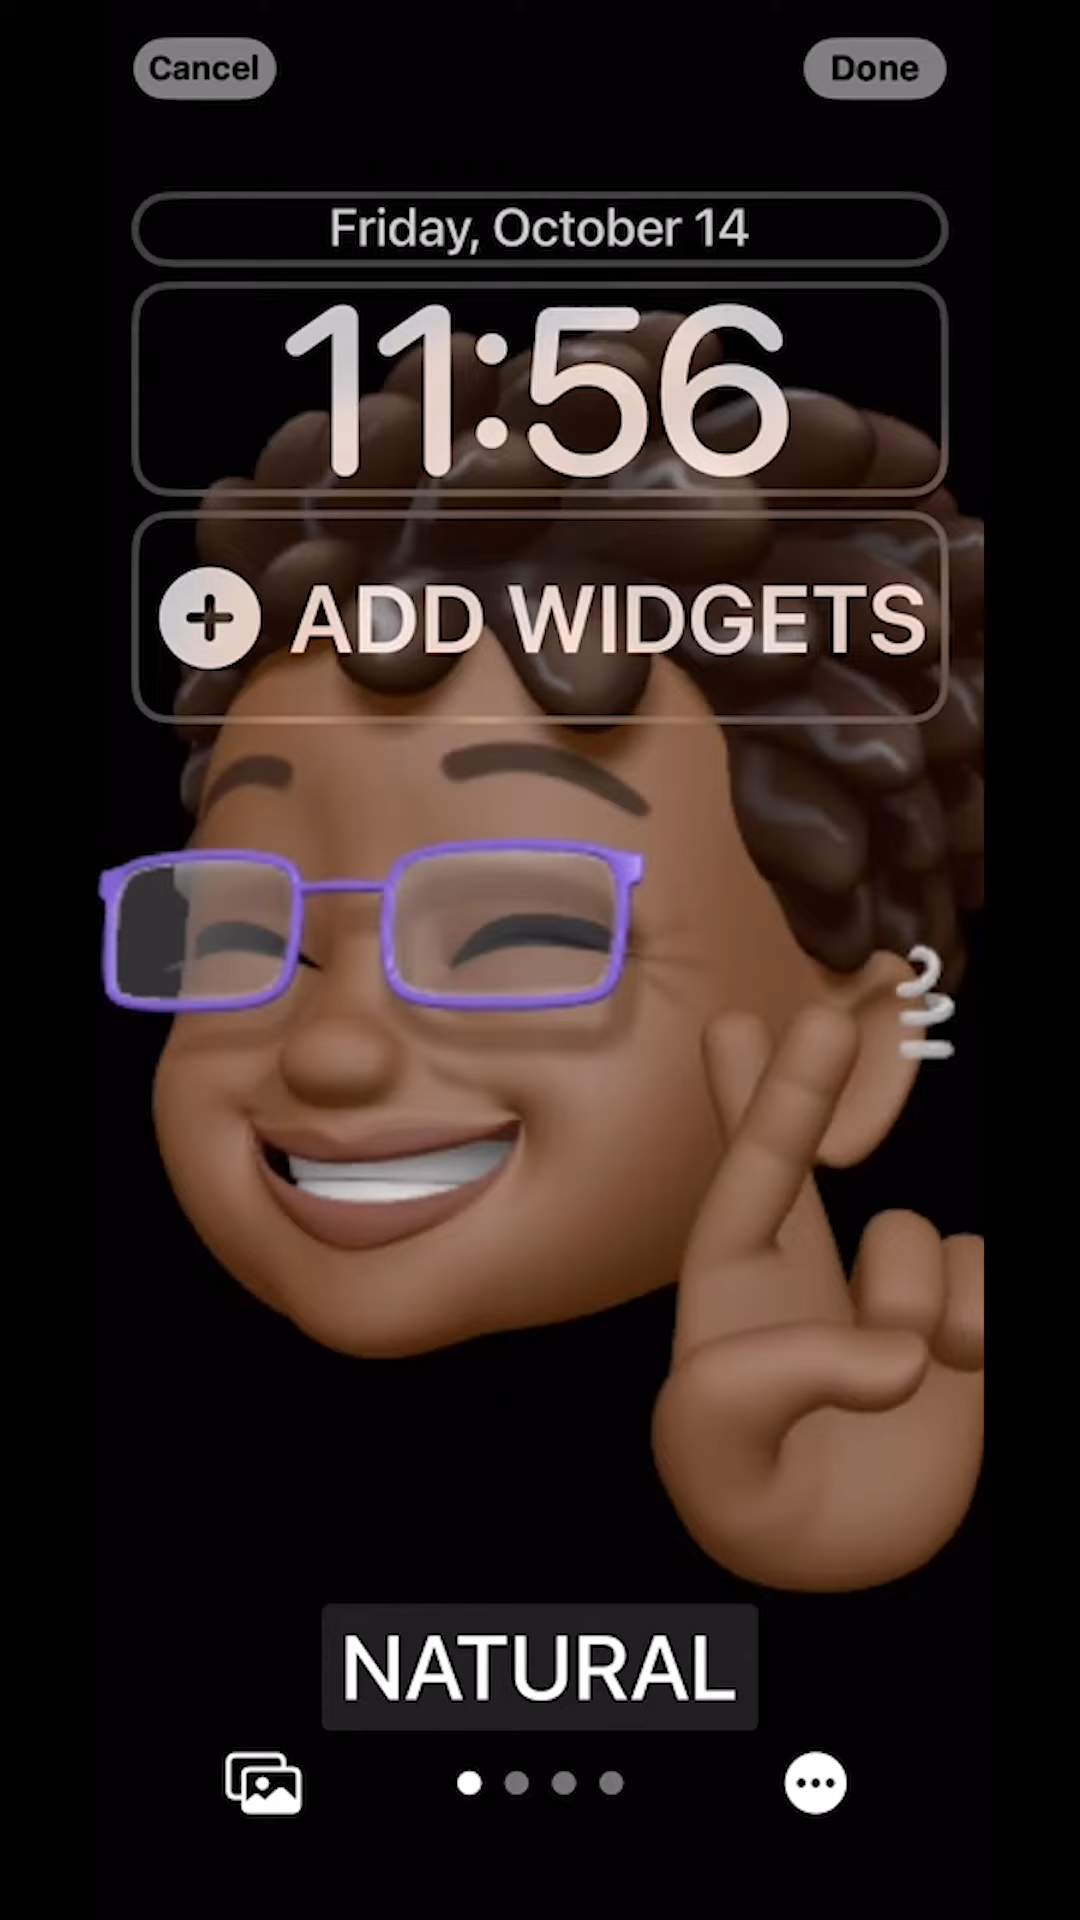 Cancel
Done
Friday, October 14
11:56
ADD WIDGETS
NATURAL